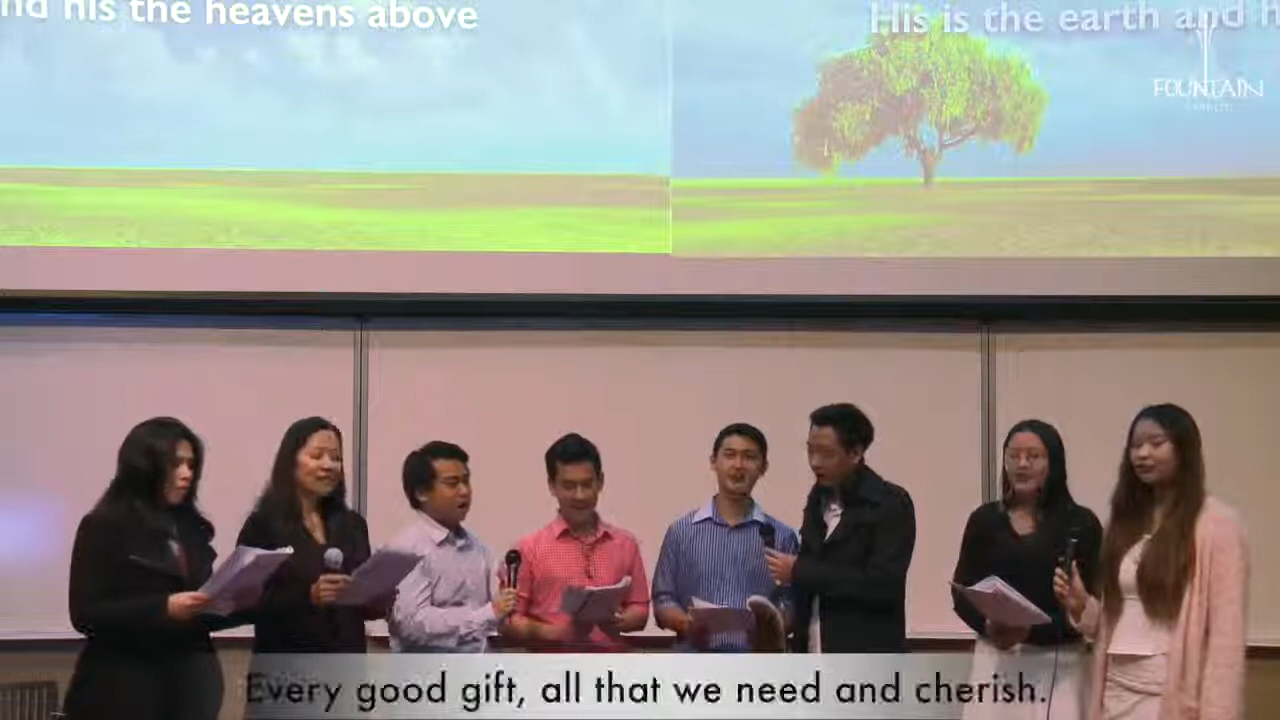 nd his the heavens above
His is the earth and h
FOUNTAIN
Every good gift, all that we need and cherish.